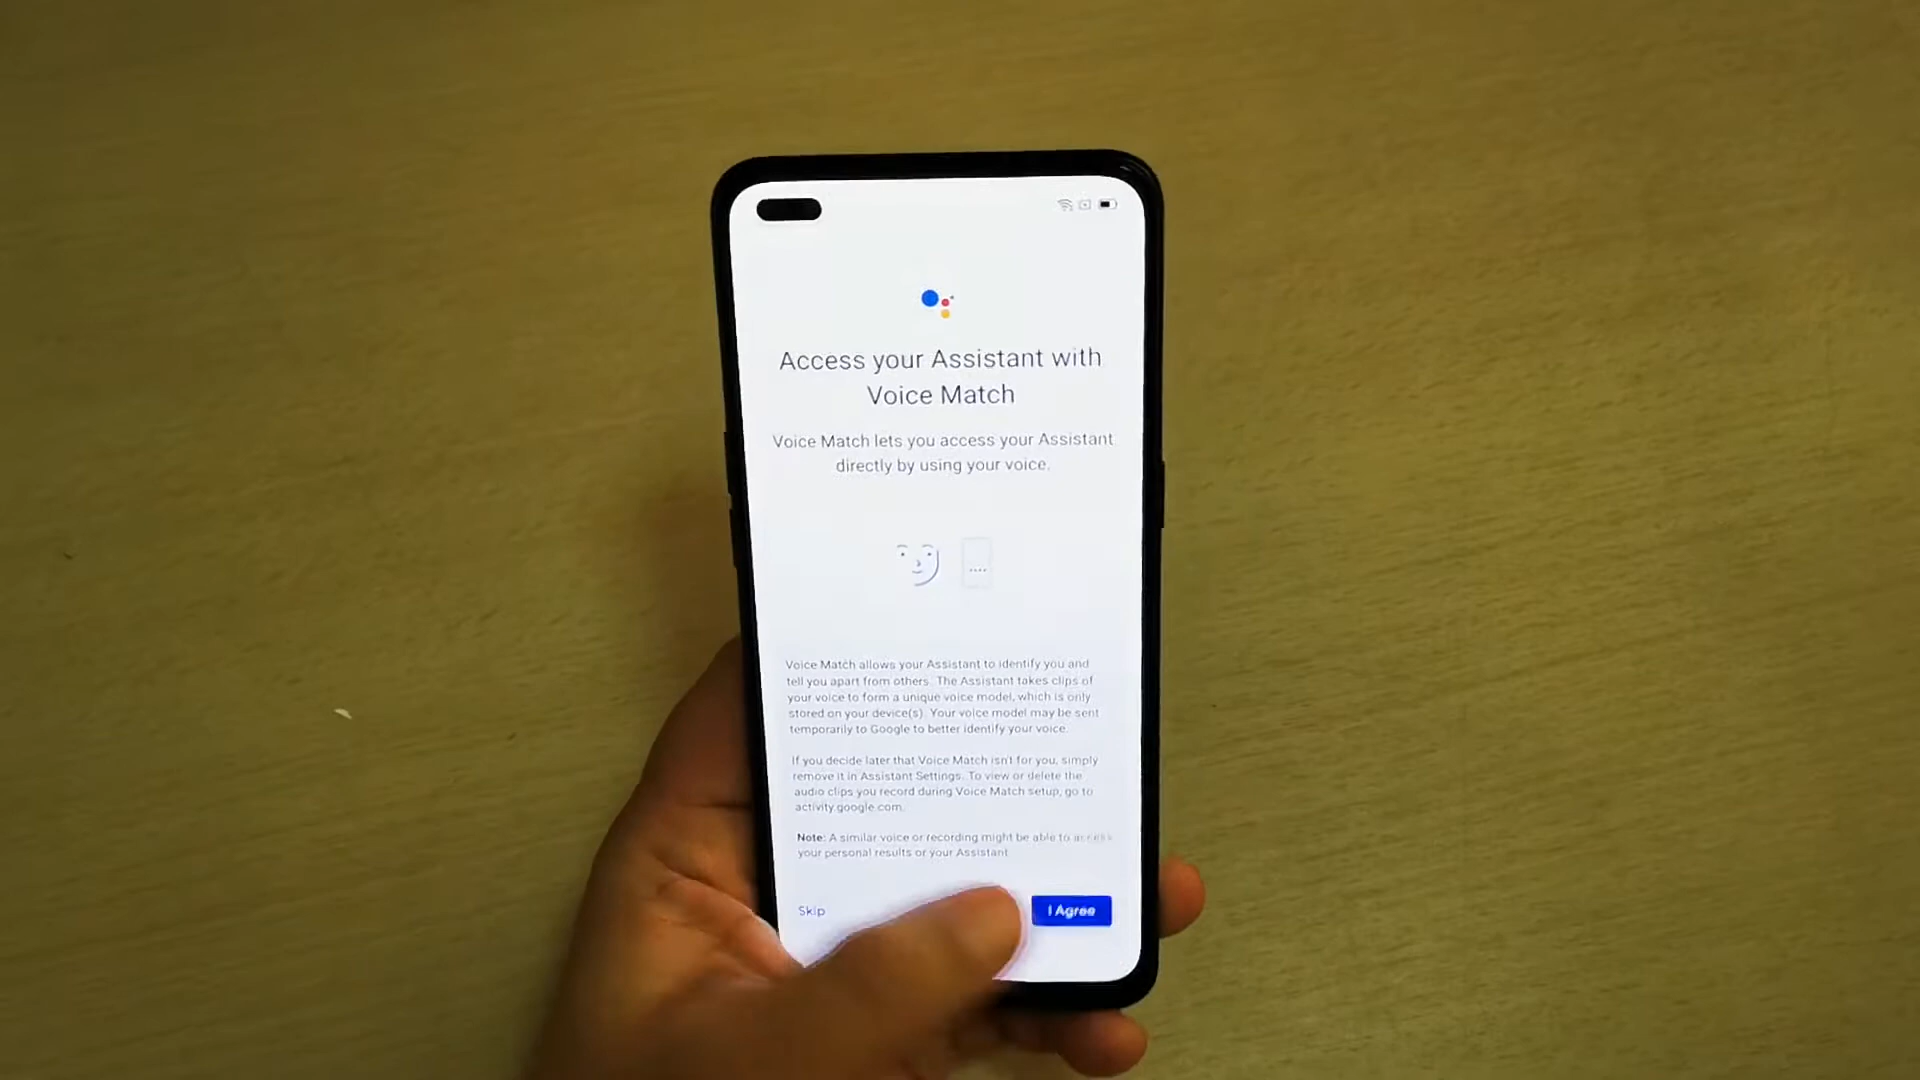 Access your Assistant with
Voice Match
Voice Match lets you access your Assistant
directly by using your voice.
Voice Match allows your Assistant to identify you and
tell you apart from others. The Assistant takes clips of
your voice to form a unique voice model, which is only
stored on your device(s). Your voice model may be sent
temporarily to Google to better identify your voice.
If you decide later that Voice Match isn't for you, simply
remove it in Assistant Settings. To view or delete the
audio clips you record during Voice Match setup, go to
activity.google.com.
Note: A similar voice or recording might be able to access
your personal results or your Assistant
Skip
I Agree